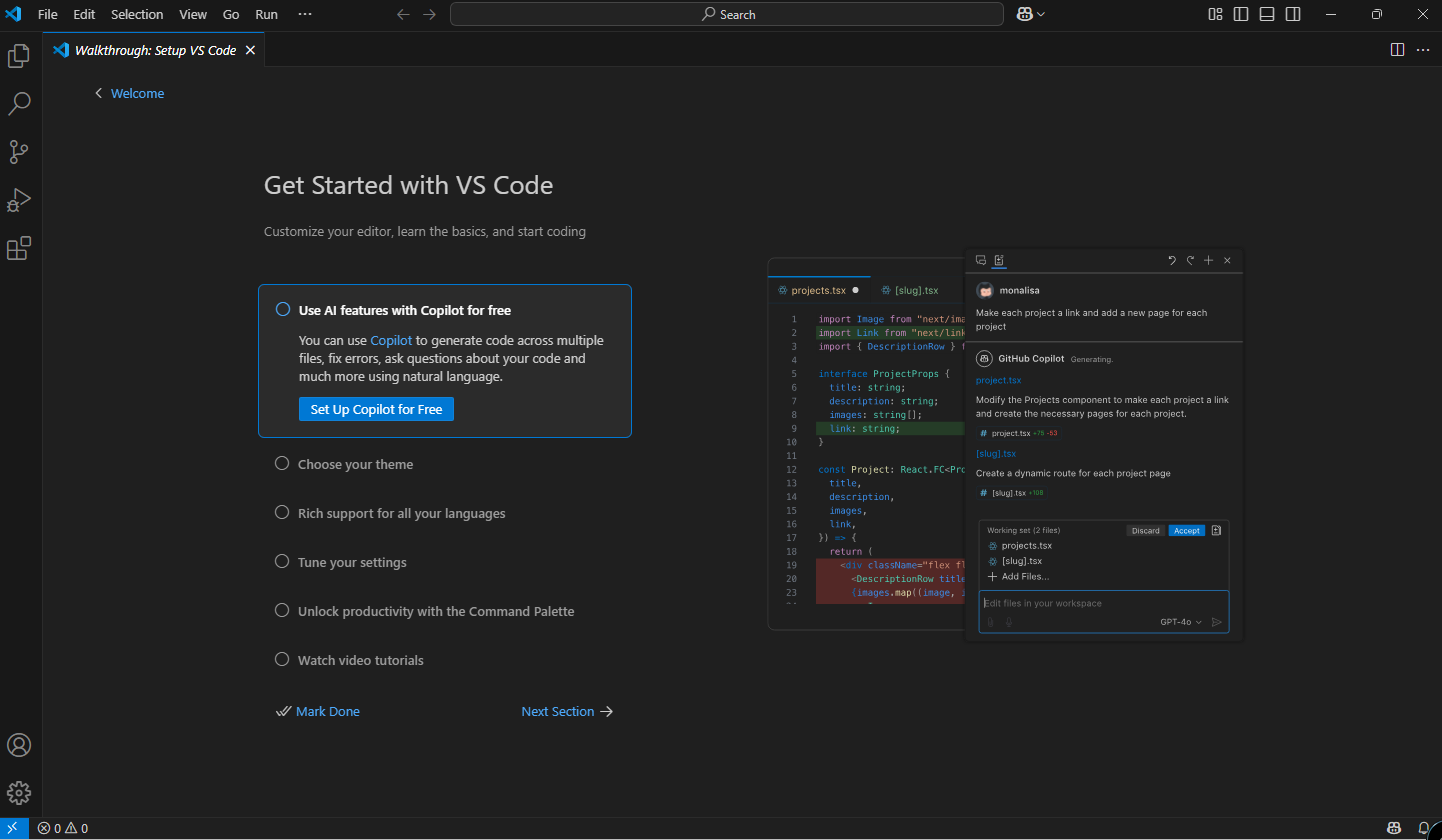 File Edit Selection View Go Run ···
Search
Walkthrough: Setup VS Code
Welcome
Get Started with VS Code
Customize your editor, learn the basics, and start coding
Use AI features with Copilot for free
You can use Copilot to generate code across multiple
files, fix errors, ask questions about your code and
much more using natural language.
Set Up Copilot for Free
Choose your theme
Rich support for all your languages
Tune your settings
Unlock productivity with the Command Palette
Watch video tutorials
Mark Done
Next Section
projects.tsx [slug].tsx
1 import Image from "next/ima
2 import Link from "next/link
3 import { DescriptionRow } f
4
5 interface ProjectProps {
6 title: string;
7 description: string;
8 images: string[];
9 link: string;
10 }
11
12 const Project: React.FC<Pro
13 title,
14 description,
15 images,
16 link,
17 }) => {
18 return (
19 <div className="flex fl
20 <DescriptionRow title
23 {images.map((image, i
monalisa
Make each project a link and add a new page for each
project
GitHub Copilot Generating.
project.tsx
Modify the Projects component to make each project a link
and create the necessary pages for each project.
# project.tsx +75 -53
[slug].tsx
Create a dynamic route for each project page
# [slug].tsx +108
Working set (2 files)
Discard Accept
projects.tsx
[slug].tsx
+ Add Files...
Edit files in your workspace
GPT-4o
0 0